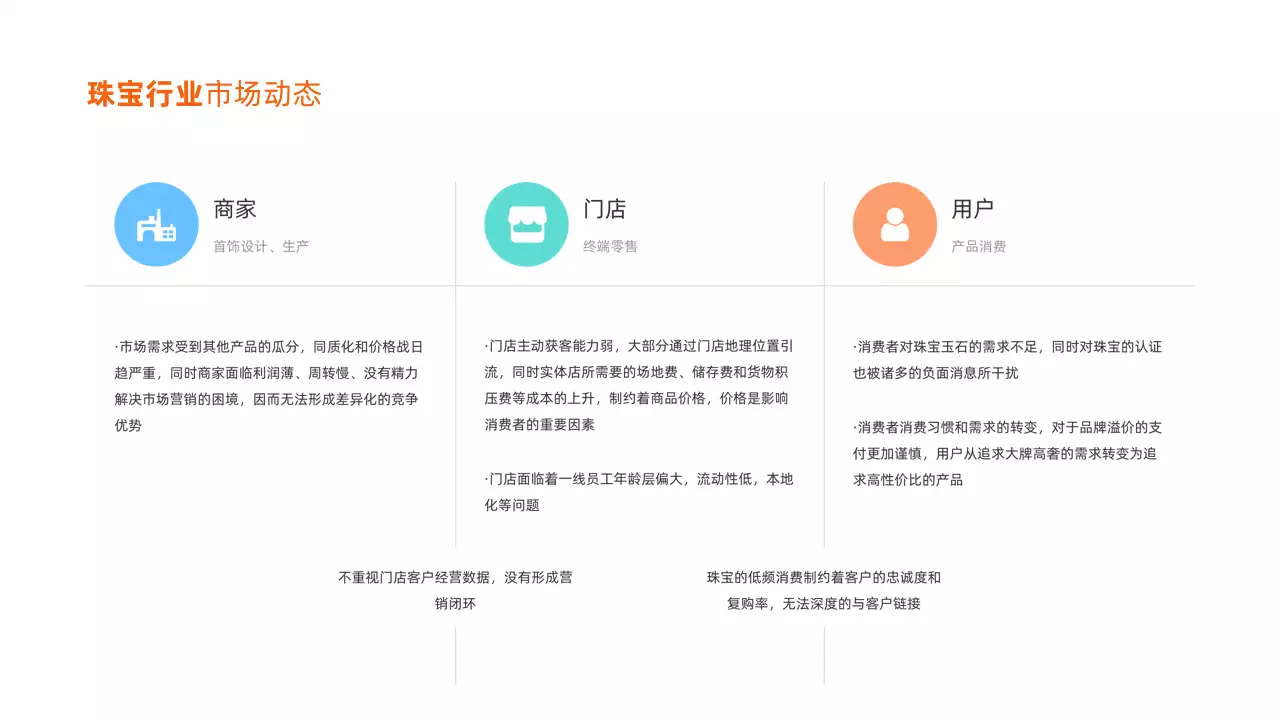 珠宝行业市场动态
商家
首饰设计、生产
门店
终端零售
用户
产品消费
·市场需求受到其他产品的瓜分，同质化和价格战日
趋严重，同时商家面临利润薄、周转慢、没有精力
解决市场营销的困境，因而无法形成差异化的竞争
优势
·门店主动获客能力弱，大部分通过门店地理位置引
流，同时实体店所需要的场地费、储存费和货物积
压费等成本的上升，制约着商品价格，价格是影响
消费者的重要因素
·门店面临着一线员工年龄层偏大，流动性低，本地
化等问题
·消费者对珠宝玉石的需求不足，同时对珠宝的认证
也被诸多的负面消息所干扰
·消费者消费习惯和需求的转变，对于品牌溢价的支
付更加谨慎，用户从追求大牌高奢的需求转变为追
求高性价比的产品
不重视门店客户经营数据，没有形成营
销闭环
珠宝的低频消费制约着客户的忠诚度和
复购率，无法深度的与客户链接